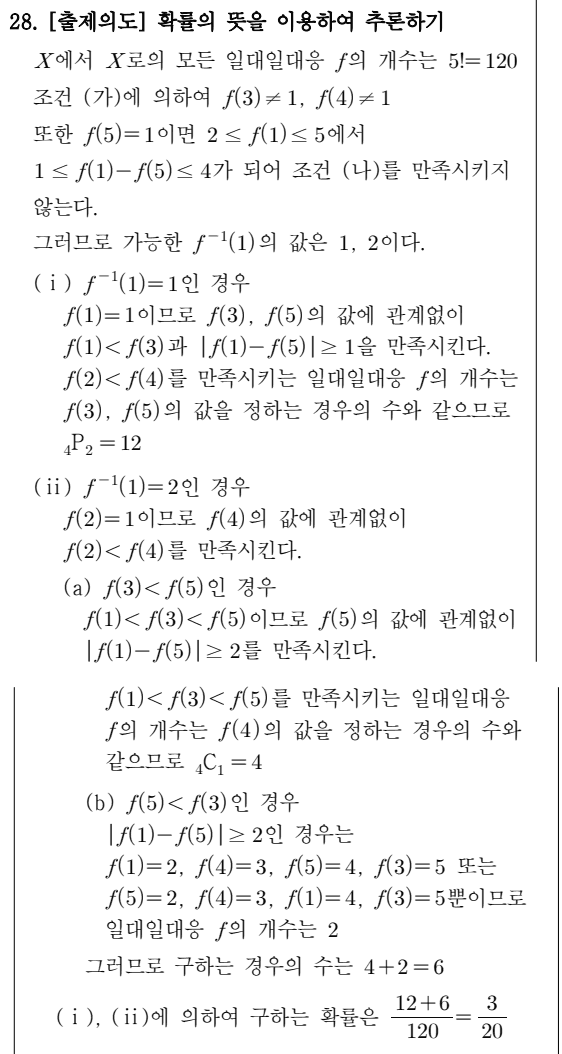 28. [출제의도] 확률의 뜻을 이용하여 추론하기
X에서 X로의 모든 일대일대응 f의 개수는 5!=120
조건 (가)에 의하여 f(3)≠1, f(4)≠1
또한 f(5)=1이면 2≤f(1)≤5에서
1≤f(1)-f(5)≤4가 되어 조건 (나)를 만족시키지
않는다.
그러므로 가능한 f⁻¹(1)의 값은 1, 2이다.
(ⅰ) f⁻¹(1)=1인 경우
f(1)=1이므로 f(3), f(5)의 값에 관계없이
f(1)<f(3)과 |f(1)-f(5)|≥1을 만족시킨다.
f(2)<f(4)를 만족시키는 일대일대응 f의 개수는
f(3), f(5)의 값을 정하는 경우의 수와 같으므로
₄P₂=12
(ⅱ) f⁻¹(1)=2인 경우
f(2)=1이므로 f(4)의 값에 관계없이
f(2)<f(4)를 만족시킨다.
(a) f(3)<f(5)인 경우
f(1)<f(3)<f(5)이므로 f(5)의 값에 관계없이
|f(1)-f(5)|≥2를 만족시킨다.
f(1)<f(3)<f(5)를 만족시키는 일대일대응
f의 개수는 f(4)의 값을 정하는 경우의 수와
같으므로 ₄C₁=4
(b) f(5)<f(3)인 경우
|f(1)-f(5)|≥2인 경우는
f(1)=2, f(4)=3, f(5)=4, f(3)=5 또는
f(5)=2, f(4)=3, f(1)=4, f(3)=5뿐이므로
일대일대응 f의 개수는 2
그러므로 구하는 경우의 수는 4+2=6
(ⅰ), (ⅱ)에 의하여 구하는 확률은 (12+6)/120=3/20